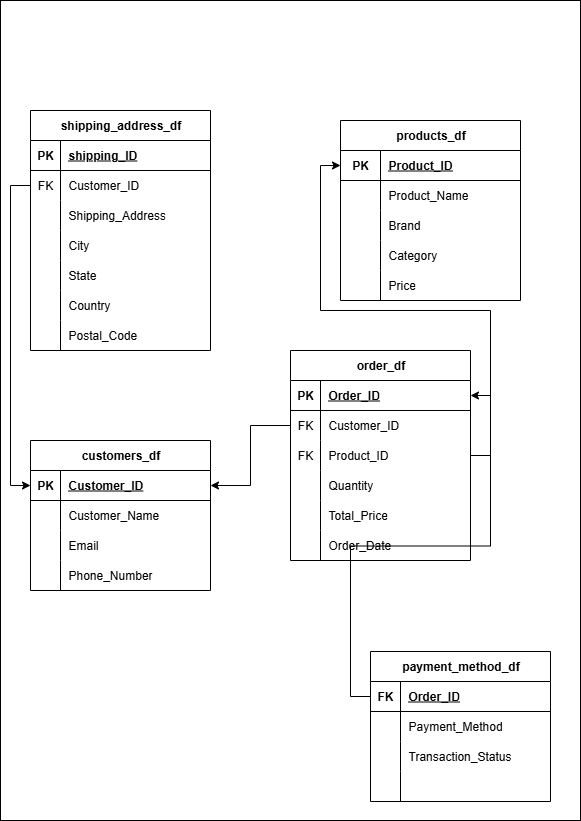 shipping_address_df
PK shipping_ID
FK Customer_ID
Shipping_Address
City
State
Country
Postal_Code
products_df
PK Product_ID
Product_Name
Brand
Category
Price
order_df
PK Order_ID
FK Customer_ID
FK Product_ID
Quantity
Total_Price
Order_Date
customers_df
PK Customer_ID
Customer_Name
Email
Phone_Number
payment_method_df
FK Order_ID
Payment_Method
Transaction_Status